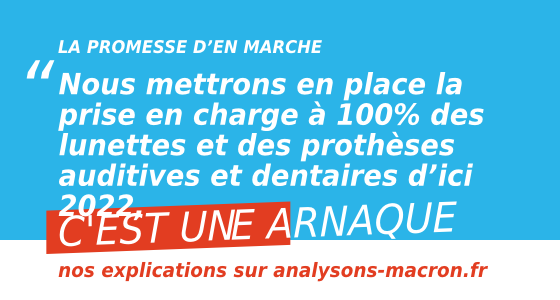 LA PROMESSE D'EN MARCHE
“
Nous mettrons en place la
prise en charge à 100% des
lunettes et des prothèses
auditives et dentaires d'ici
2022,
C'EST UNE ARNAQUE
nos explications sur analysons-macron.fr